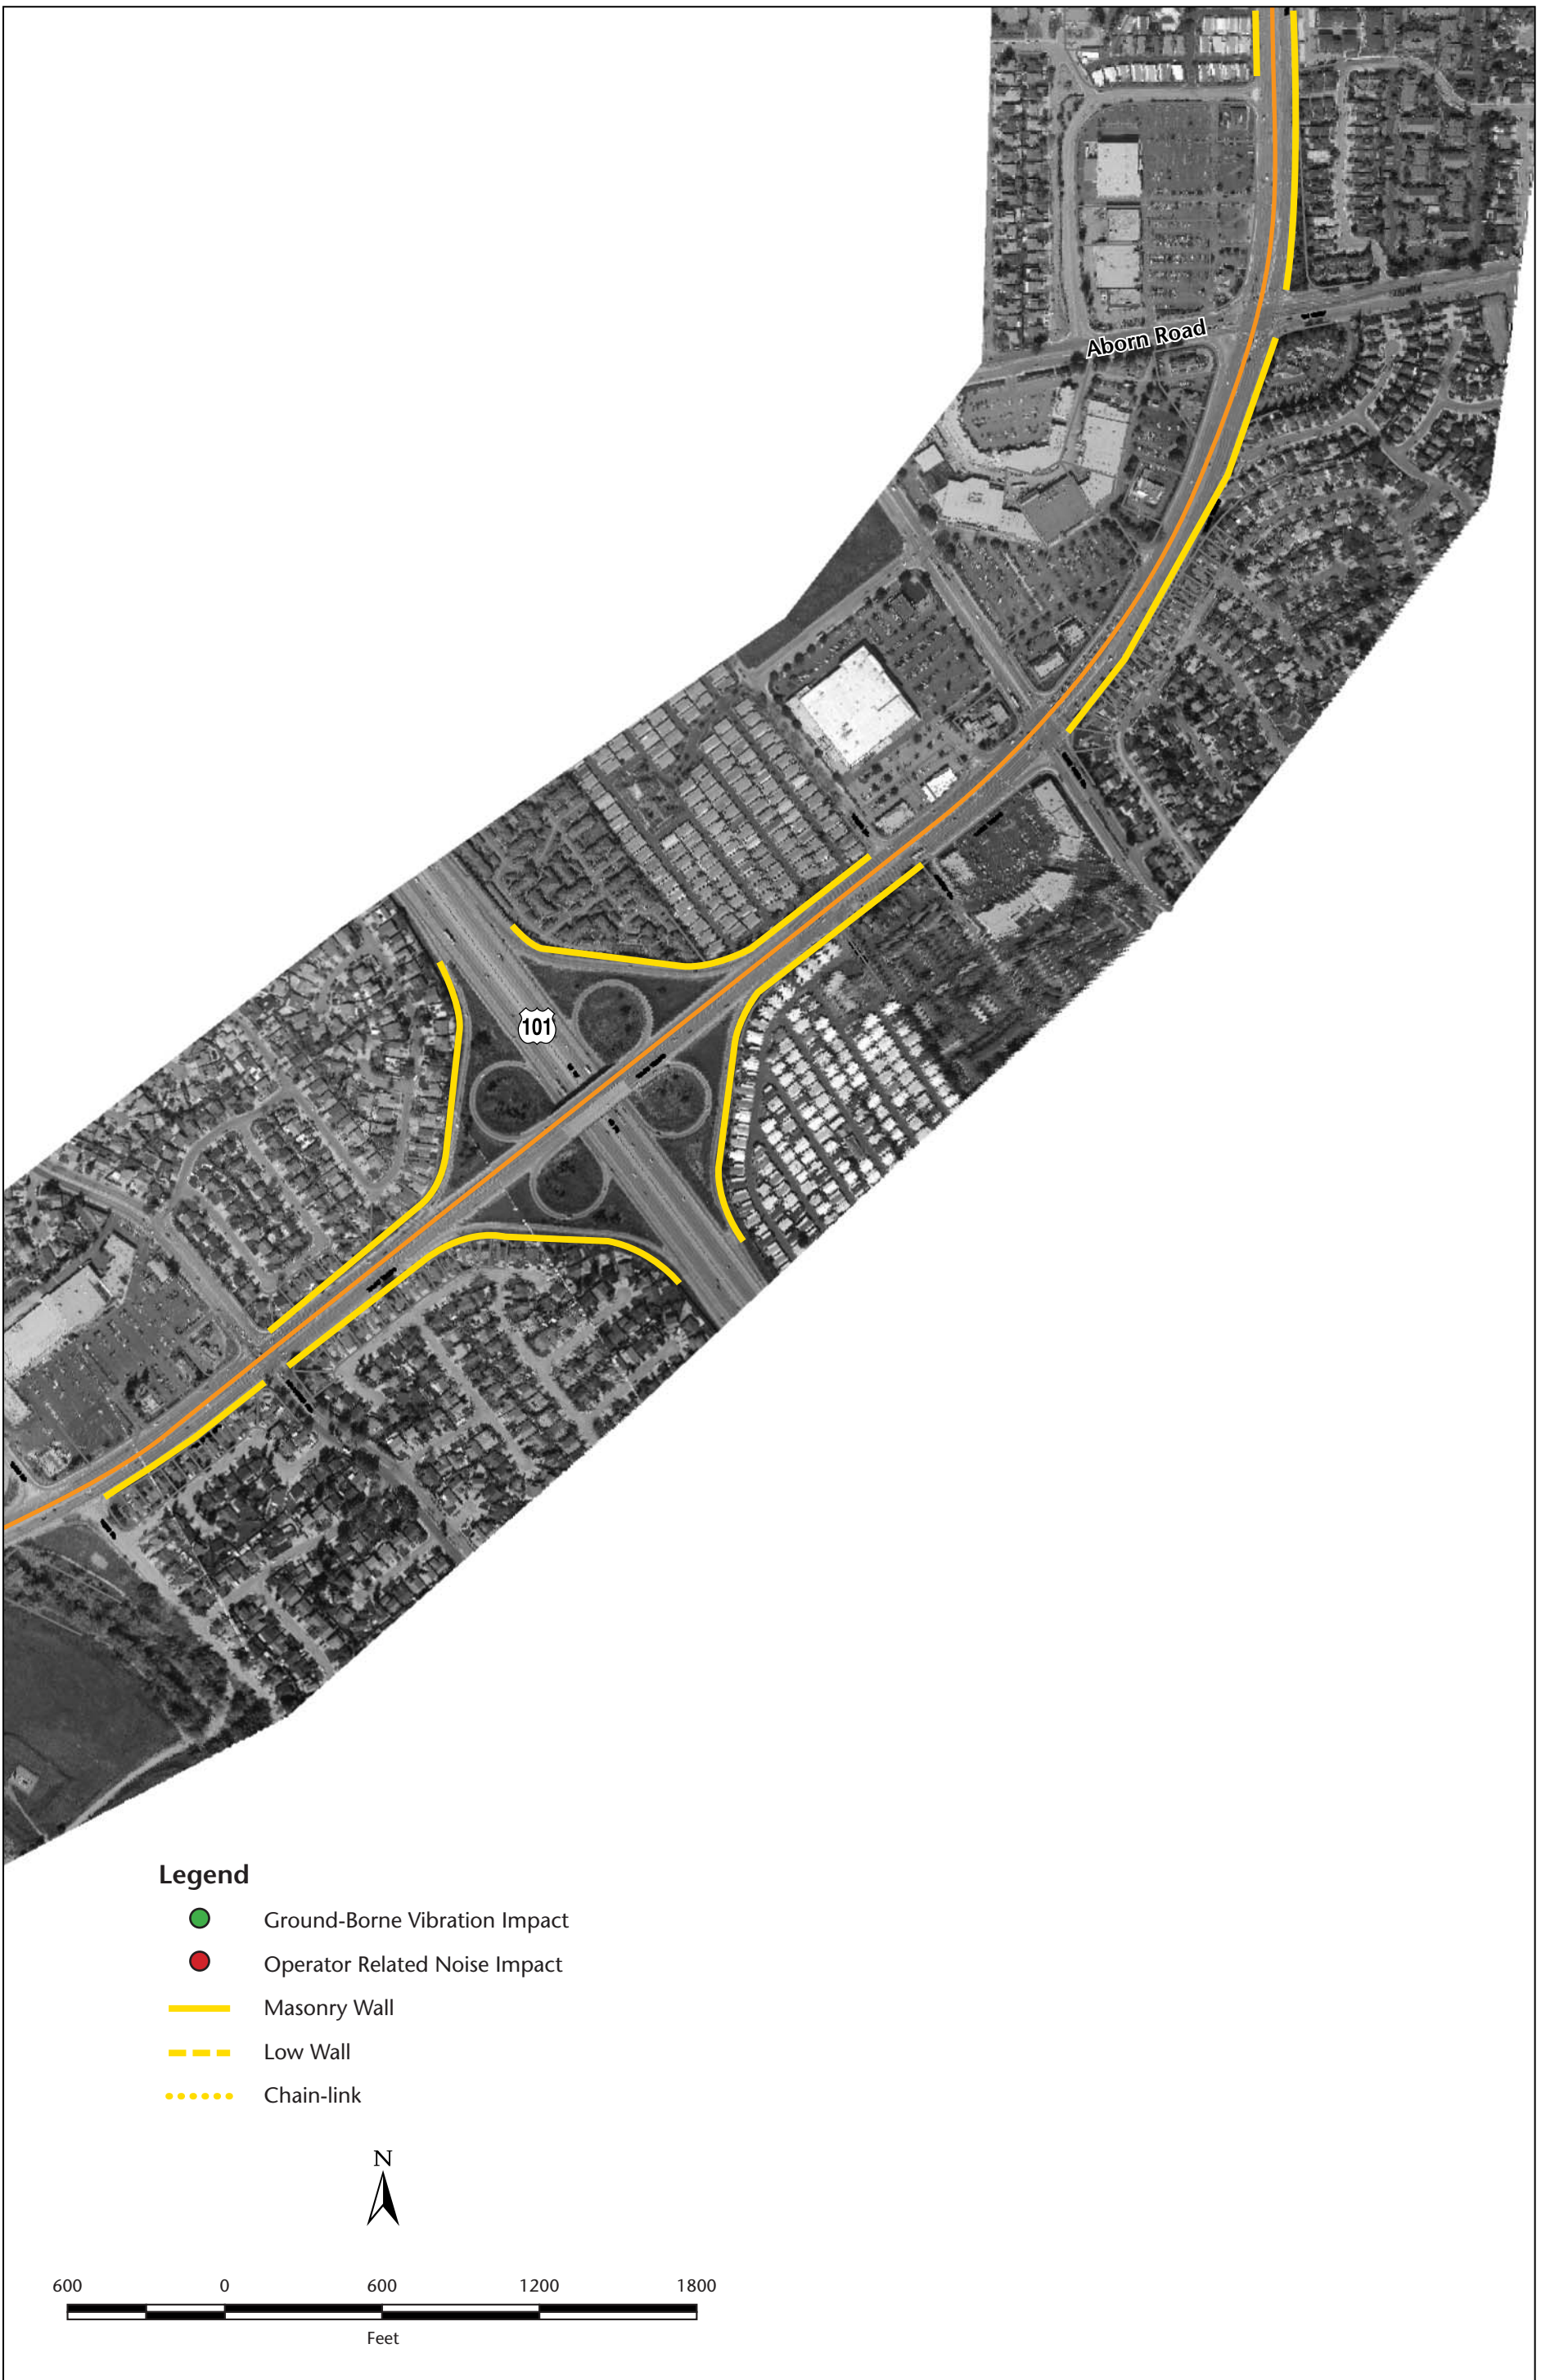 Aborn Road
101
Legend
Ground-Borne Vibration Impact
Operator Related Noise Impact
Masonry Wall
Low Wall
Chain-link
N
600 0 600 1200 1800
Feet